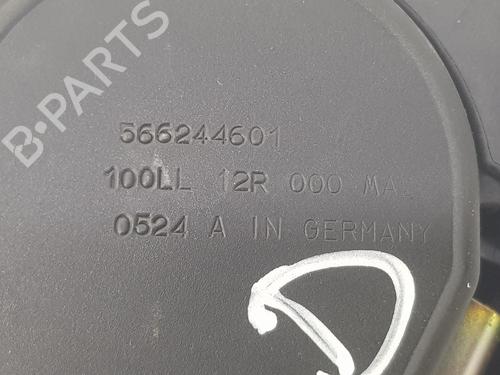 B-PARTS
566244601
100LL 12R 000 MA
0524 A IN GERMANY
D